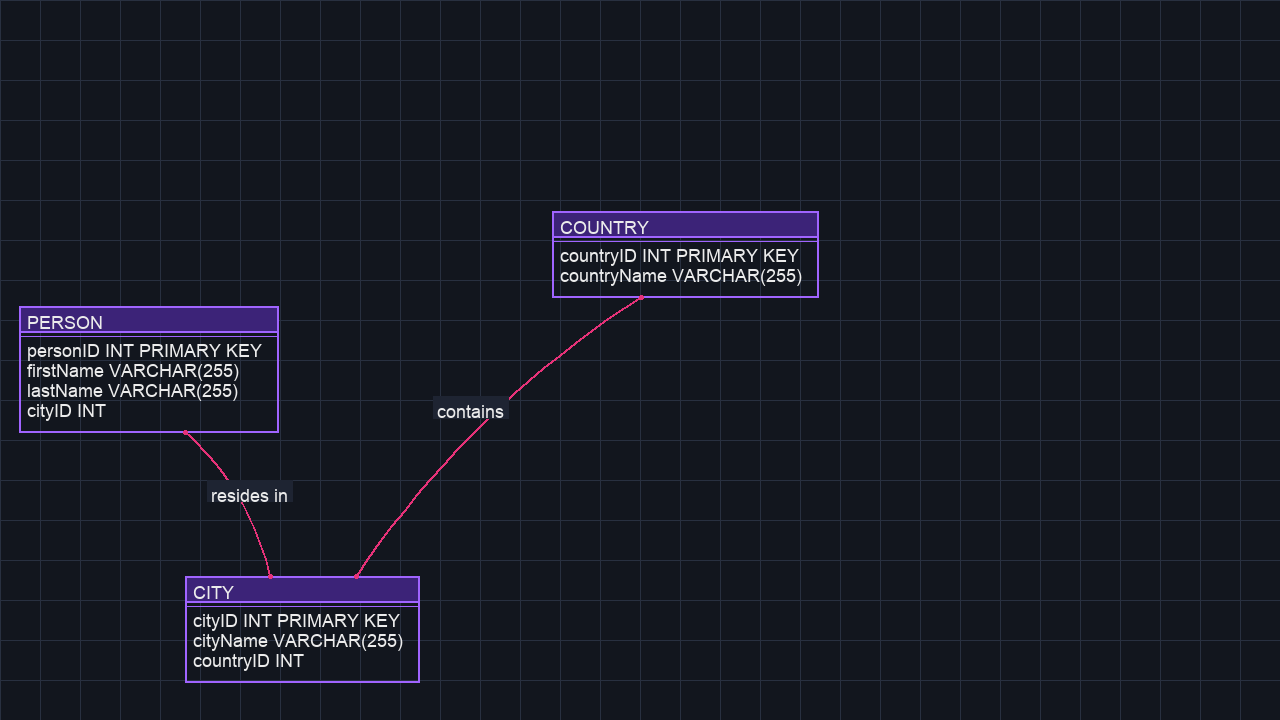 COUNTRY
countryID INT PRIMARY KEY
countryName VARCHAR(255)
PERSON
personID INT PRIMARY KEY
firstName VARCHAR(255)
lastName VARCHAR(255)
cityID INT
contains
resides in
CITY
cityID INT PRIMARY KEY
cityName VARCHAR(255)
countryID INT